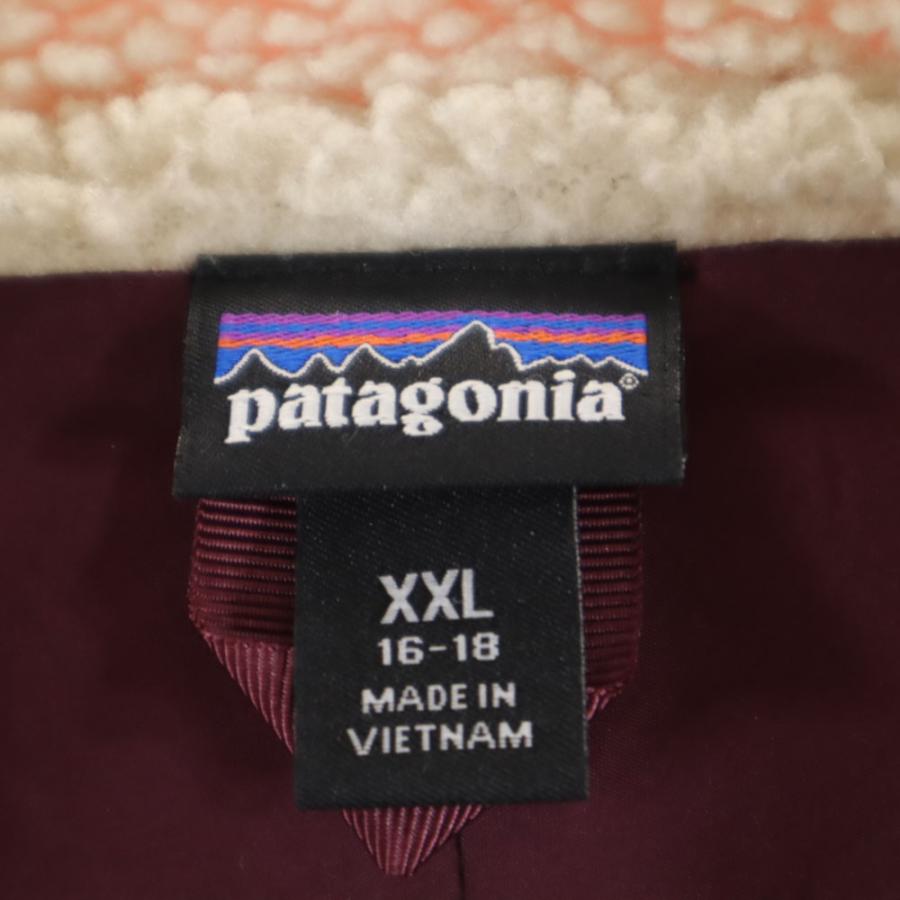 patagonia®
XXL
16-18
MADE IN
VIETNAM